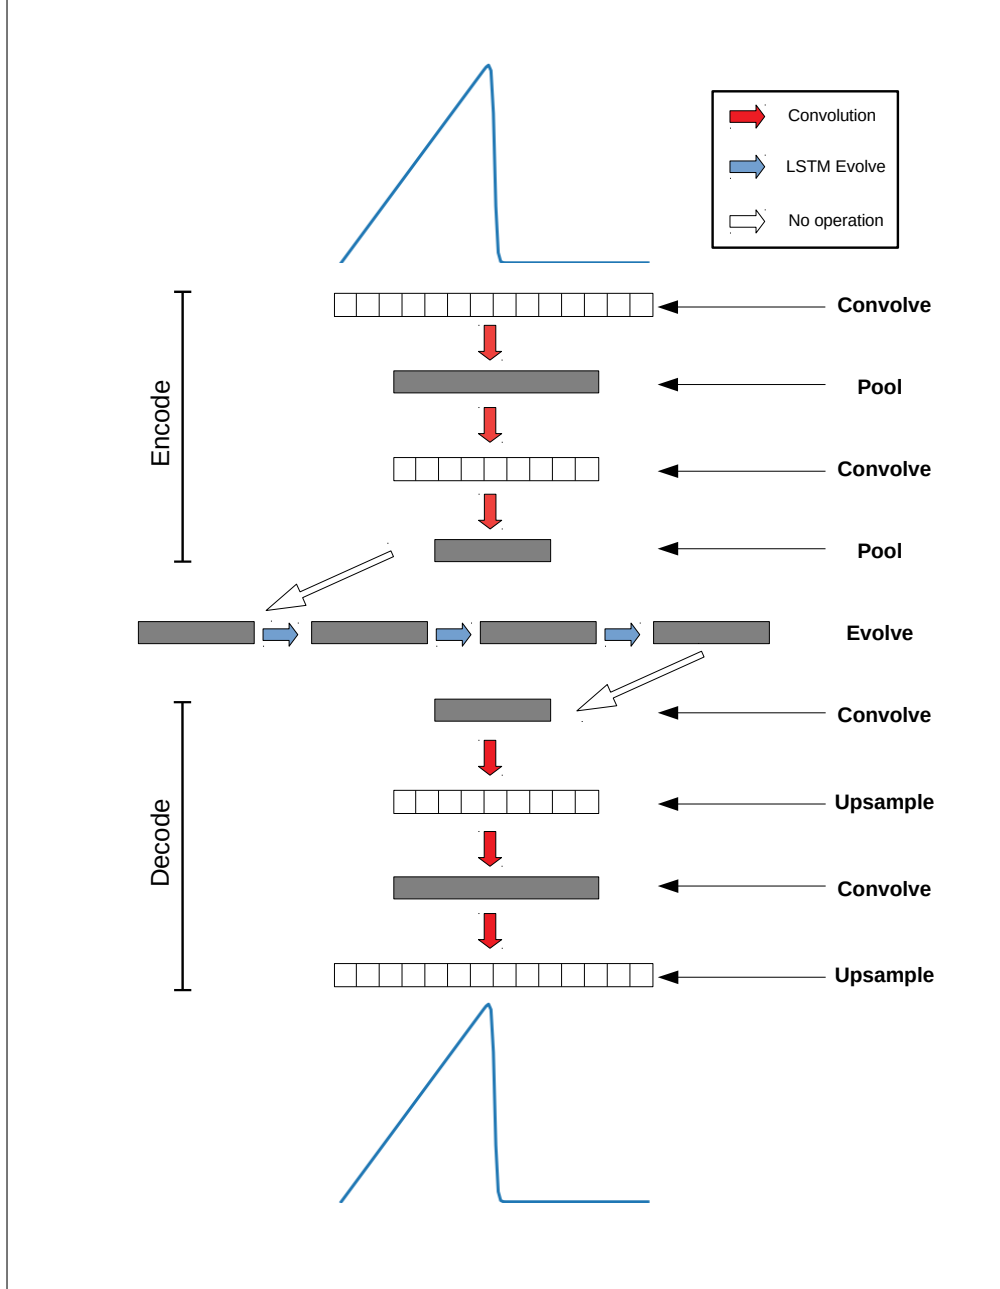 Convolution
LSTM Evolve
No operation
Convolve
Pool
Encode
Convolve
Pool
Evolve
Convolve
Upsample
Decode
Convolve
Upsample